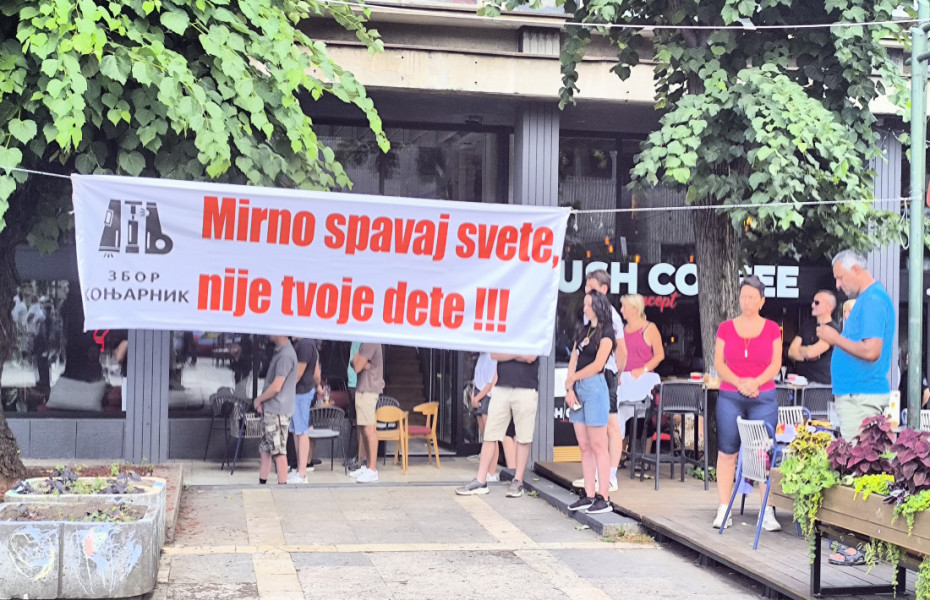 Mirno spavaj svete,
nije tvoje dete !!!
ЗБОР
КОЊАРНИК